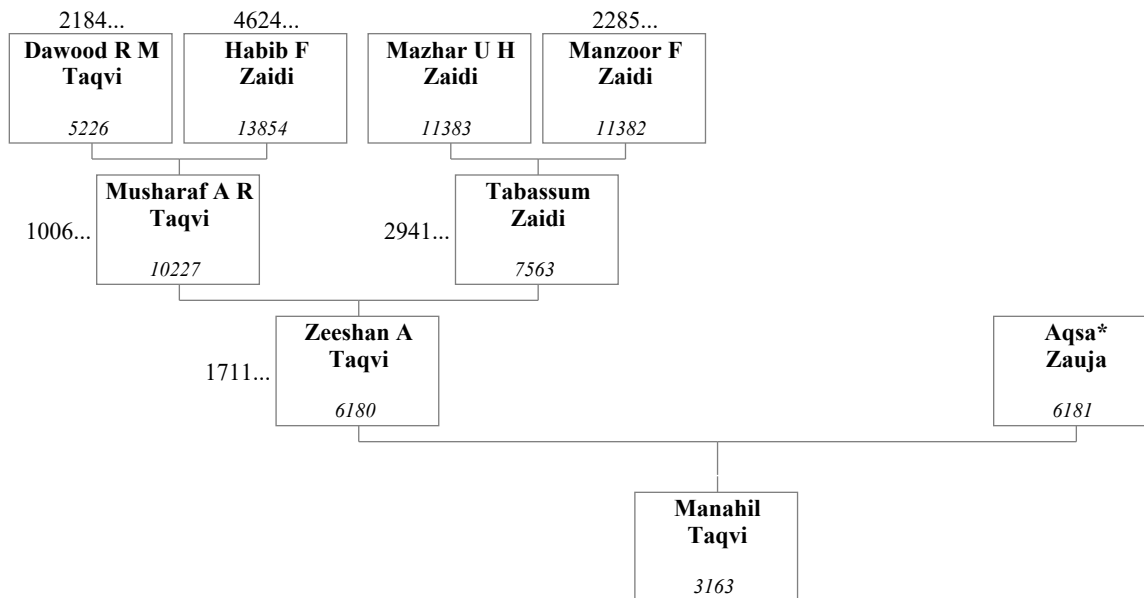 2184...
4624...
2285...
Dawood R M
Taqvi
5226
Habib F
Zaidi
13854
Mazhar U H
Zaidi
11383
Manzoor F
Zaidi
11382
1006...
Musharaf A R
Taqvi
10227
2941...
Tabassum
Zaidi
7563
1711...
Zeeshan A
Taqvi
6180
Aqsa*
Zauja
6181
Manahil
Taqvi
3163